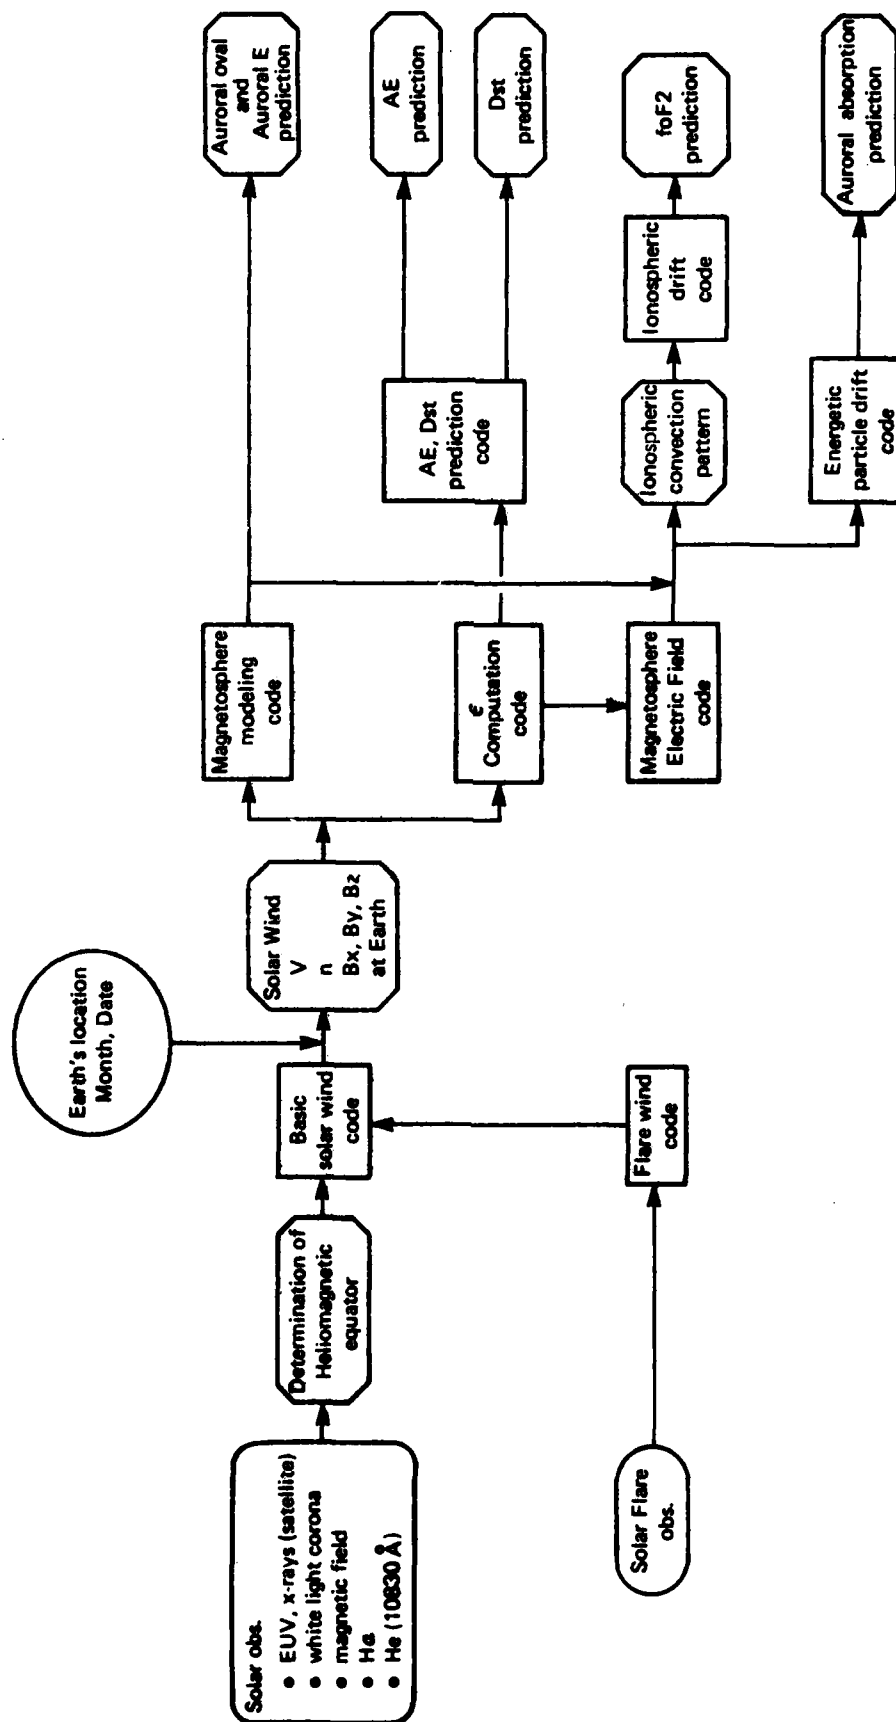 Solar obs.
● EUV, x-rays (satellite)
● white light corona
● magnetic field
● Hα
● He (10830 Å)
Determination of
Heliomagnetic
equator
Basic
solar wind
code
Earth's location
Month, Date
Solar Flare
obs.
Flare wind
code
Solar Wind
V
n
Bx, By, Bz
at Earth
Magnetosphere
modeling
code
ε
Computation
code
Magnetosphere
Electric Field
code
AE, Dst
prediction
code
Ionospheric
convection
pattern
Ionospheric
drift
code
Energetic
particle drift
code
Auroral oval
and
Auroral E
prediction
AE
prediction
Dst
prediction
foF2
prediction
Auroral absorption
prediction